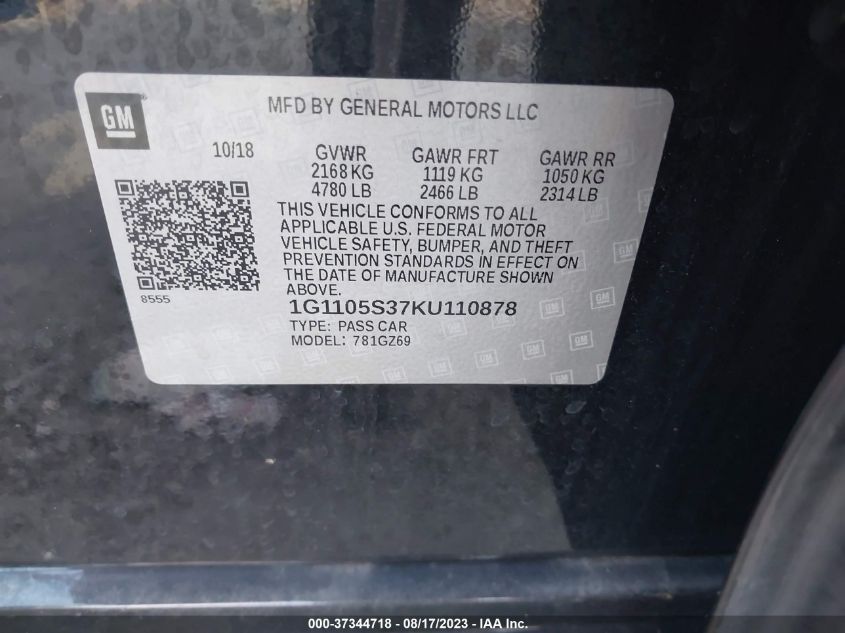 GM
MFD BY GENERAL MOTORS LLC
10/18
GVWR GAWR FRT GAWR RR
2168 KG 1119 KG 1050 KG
4780 LB 2466 LB 2314 LB
THIS VEHICLE CONFORMS TO ALL
APPLICABLE U.S. FEDERAL MOTOR
VEHICLE SAFETY, BUMPER, AND THEFT
PREVENTION STANDARDS IN EFFECT ON
THE DATE OF MANUFACTURE SHOWN
ABOVE.
8555
1G1105S37KU110878
TYPE: PASS CAR
MODEL: 781GZ69
000-37344718 - 08/17/2023 - IAA Inc.